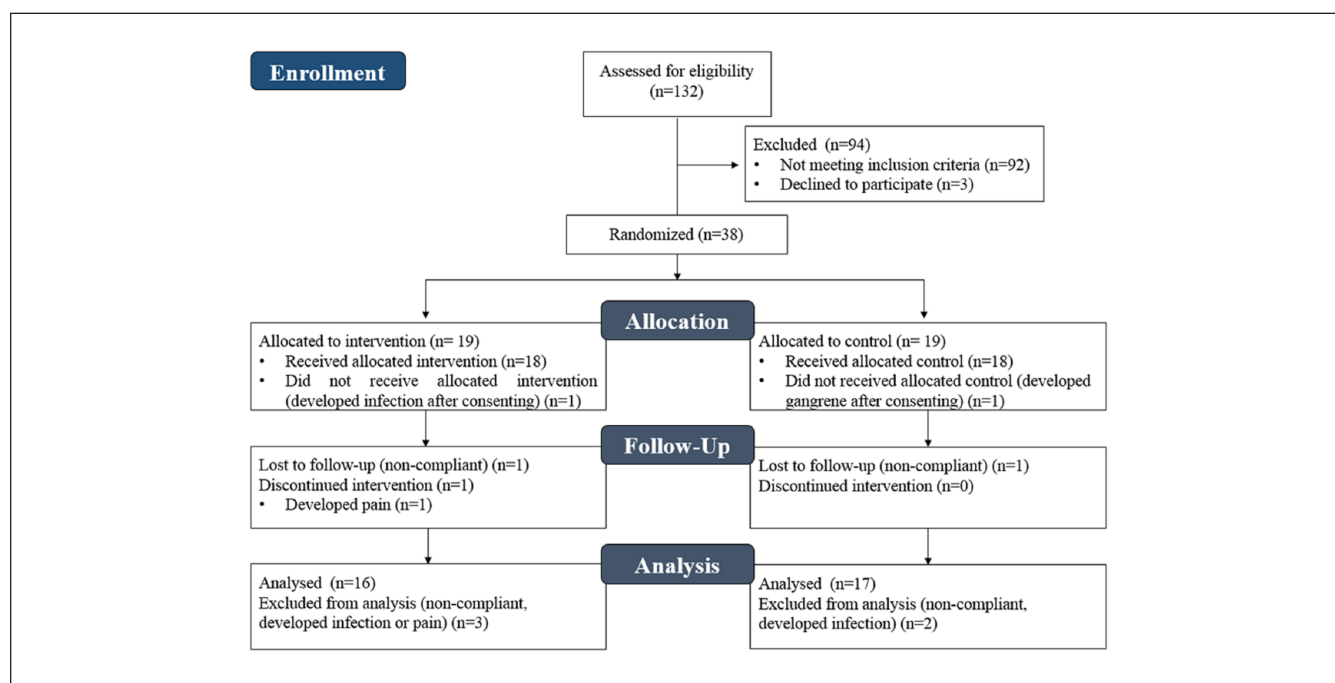 Enrollment
Assessed for eligibility
(n=132)
Excluded (n=94)
• Not meeting inclusion criteria (n=92)
• Declined to participate (n=3)
Randomized (n=38)
Allocation
Allocated to intervention (n= 19)
• Received allocated intervention (n=18)
• Did not receive allocated intervention
(developed infection after consenting) (n=1)
Allocated to control (n= 19)
• Received allocated control (n=18)
• Did not received allocated control (developed
gangrene after consenting) (n=1)
Follow-Up
Lost to follow-up (non-compliant) (n=1)
Discontinued intervention (n=1)
• Developed pain (n=1)
Lost to follow-up (non-compliant) (n=1)
Discontinued intervention (n=0)
Analysis
Analysed (n=16)
Excluded from analysis (non-compliant,
developed infection or pain) (n=3)
Analysed (n=17)
Excluded from analysis (non-compliant,
developed infection) (n=2)